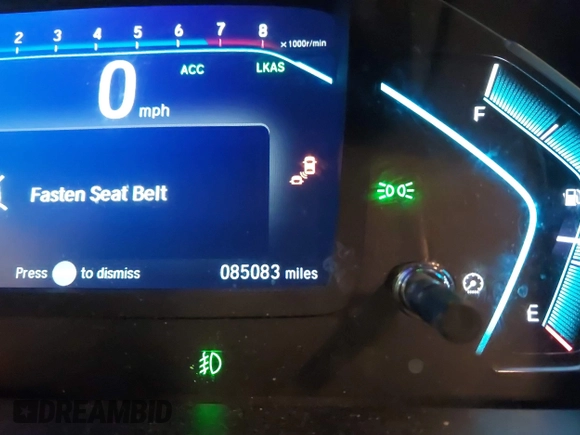 2 3 4 5 6 7 8 x1000r/min
ACC LKAS
0 mph
F
Fasten Seat Belt
Press to dismiss 085083 miles
E
DREAMBID